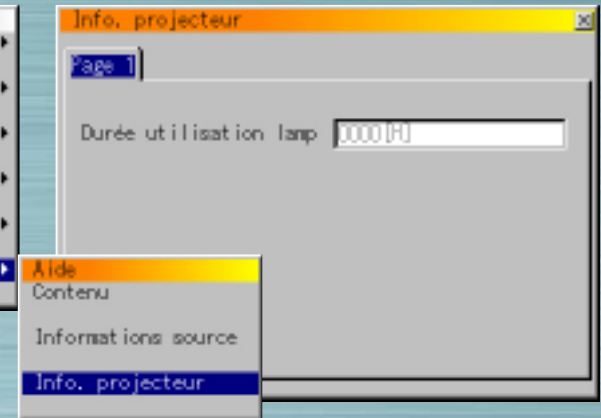 Info. projecteur
Page 1
Durée utilisation lamp 0000[H]
Aide
Contenu
Informations source
Info. projecteur